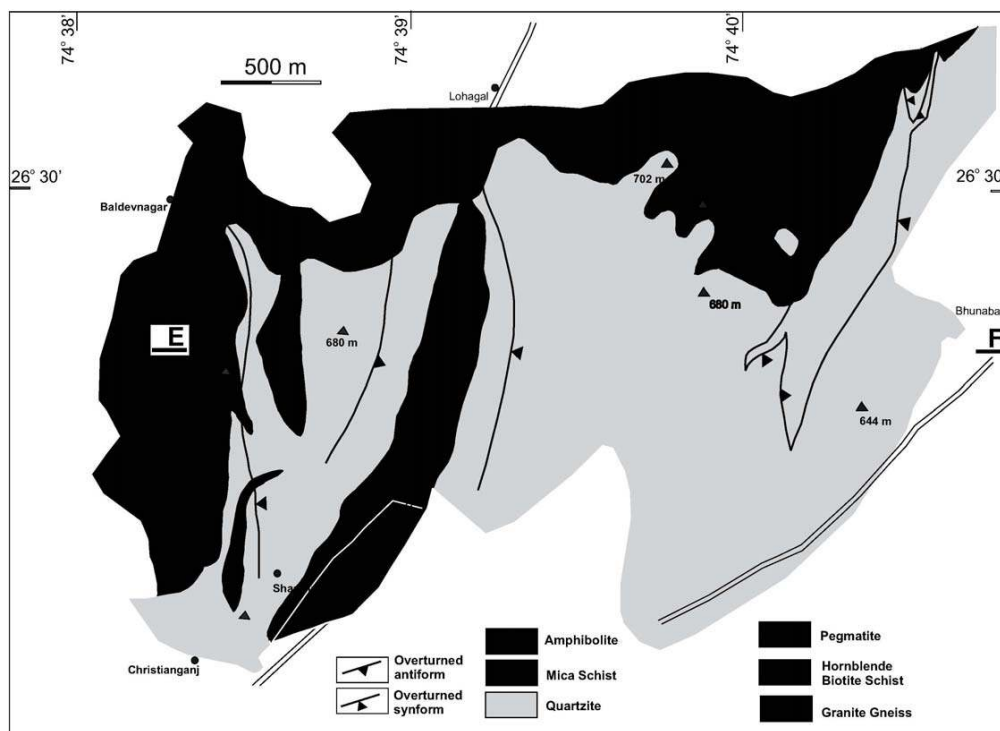 74° 38'
74° 39'
74° 40'
500 m
Lohagal
26° 30'
26° 30
702 m
Baldevnagar
680 m
Bhunaba
E
680 m
F
644 m
Sha
Christianganj
Overturned
antiform
Overturned
synform
Amphibolite
Mica Schist
Quartzite
Pegmatite
Hornblende
Biotite Schist
Granite Gneiss